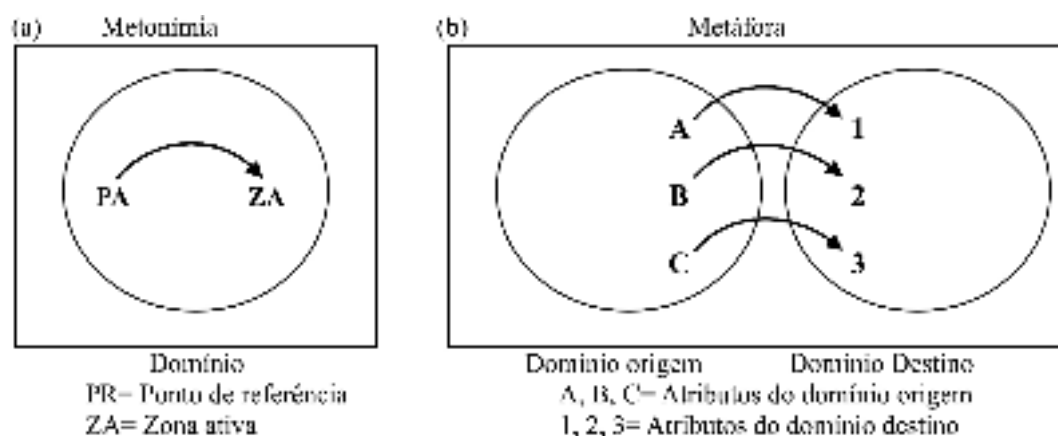 (a) Metonímia
PA ZA
Domínio
PR= Ponto de referência
ZA= Zona ativa
(b) Metáfora
A 1
B 2
C 3
Domínio origem Domínio Destino
A, B, C= Atributos do domínio origem
1, 2, 3= Atributos do domínio destino